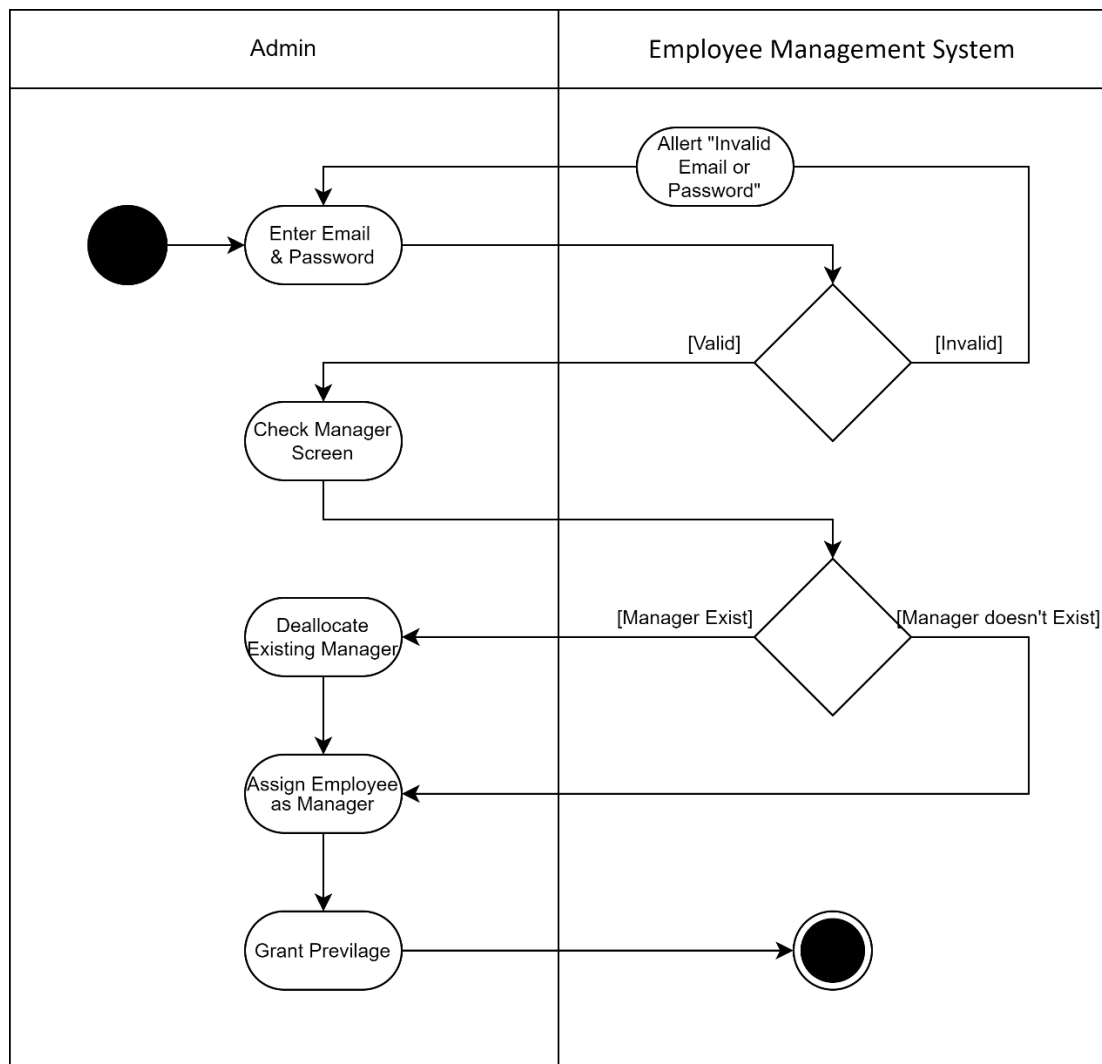 Admin
Employee Management System
Allert "Invalid
Email or
Password"
Enter Email
& Password
[Valid]
[Invalid]
Check Manager
Screen
[Manager Exist]
[Manager doesn't Exist]
Deallocate
Existing Manager
Assign Employee
as Manager
Grant Previlage